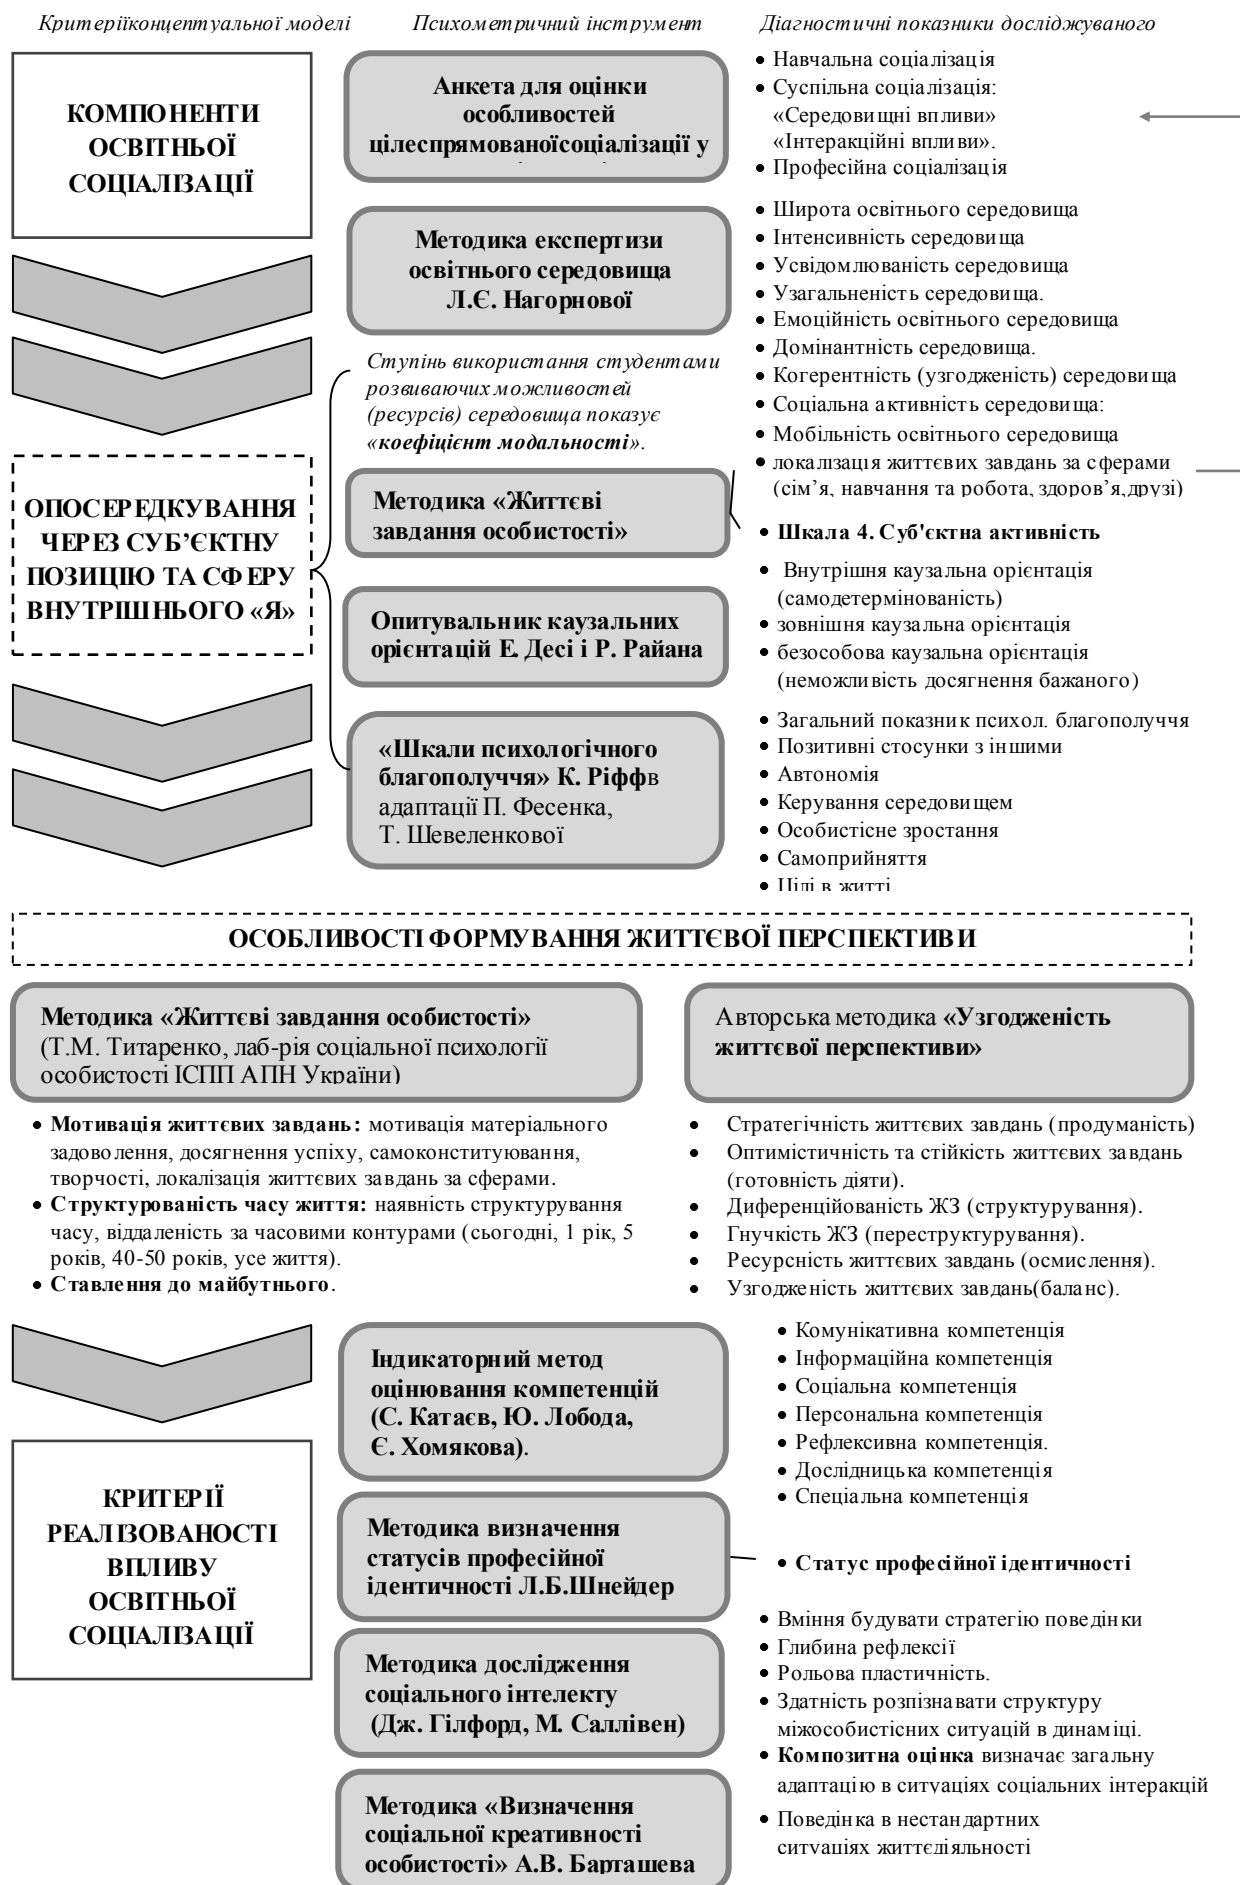 Критеріїконцептуальної моделі
Психометричний інструмент
Діагностичні показники досліджуваного
КОМПОНЕНТИ
ОСВІТНЬОЇ
СОЦІАЛІЗАЦІЇ
Анкета для оцінки
особливостей
цілеспрямованоїсоціалізації у
• Навчальна соціалізація
• Суспільна соціалізація:
«Середовищні впливи»
«Інтеракційні впливи».
• Професійна соціалізація
Методика експертизи
освітнього середовища
Л.Є. Нагорнової
• Широта освітнього середовища
• Інтенсивність середовища
• Усвідомлюваність середовища
• Узагальненість середовища.
• Емоційність освітнього середовища
• Домінантність середовища.
• Когерентність (узгодженість) середовища
• Соціальна активність середовища:
• Мобільність освітнього середовища
• локалізація життєвих завдань за сферами
(сім’я, навчання та робота, здоров’я,друзі)
Ступінь використання студентами
розвиваючих можливостей
(ресурсів) середовища показує
«коефіцієнт модальності».
ОПОСЕРЕДКУВАННЯ
ЧЕРЕЗ СУБ’ЄКТНУ
ПОЗИЦІЮ ТА СФЕРУ
ВНУТРІШНЬОГО «Я»
Методика «Життєві
завдання особистості»
• Шкала 4. Суб'єктна активність
Опитувальник каузальних
орієнтацій Е. Десі і Р. Райана
• Внутрішня каузальна орієнтація
(самодетермінованість)
• зовнішня каузальна орієнтація
• безособова каузальна орієнтація
(неможливість досягнення бажаного)
«Шкали психологічного
благополуччя» К. Ріффв
адаптації П. Фесенка,
Т. Шевеленкової
• Загальний показник психол. благополуччя
• Позитивні стосунки з іншими
• Автономія
• Керування середовищем
• Особистісне зростання
• Самоприйняття
• Цілі в житті
ОСОБЛИВОСТІ ФОРМУВАННЯ ЖИТТЄВОЇ ПЕРСПЕКТИВИ
Методика «Життєві завдання особистості»
(Т.М. Титаренко, лаб-рія соціальної психології
особистості ІСПП АПН України)
• Мотивація життєвих завдань: мотивація матеріального
задоволення, досягнення успіху, самоконституювання,
творчості, локалізація життєвих завдань за сферами.
• Структурованість часу життя: наявність структурування
часу, віддаленість за часовими контурами (сьогодні, 1 рік, 5
років, 40-50 років, усе життя).
• Ставлення до майбутнього.
Авторська методика «Узгодженість
життєвої перспективи»
• Стратегічність життєвих завдань (продуманість)
• Оптимістичність та стійкість життєвих завдань
(готовність діяти).
• Диференційованість ЖЗ (структурування).
• Гнучкість ЖЗ (переструктурування).
• Ресурсність життєвих завдань (осмислення).
• Узгодженість життєвих завдань(баланс).
Індикаторний метод
оцінювання компетенцій
(С. Катаєв, Ю. Лобода,
Є. Хомякова).
• Комунікативна компетенція
• Інформаційна компетенція
• Соціальна компетенція
• Персональна компетенція
• Рефлексивна компетенція.
• Дослідницька компетенція
• Спеціальна компетенція
КРИТЕРІЇ
РЕАЛІЗОВАНОСТІ
ВПЛИВУ
ОСВІТНЬОЇ
СОЦІАЛІЗАЦІЇ
Методика визначення
статусів професійної
ідентичності Л.Б.Шнейдер
• Статус професійної ідентичності
Методика дослідження
соціального інтелекту
(Дж. Гілфорд, М. Саллівен)
• Вміння будувати стратегію поведінки
• Глибина рефлексії
• Рольова пластичність.
• Здатність розпізнавати структуру
міжособистісних ситуацій в динаміці.
• Композитна оцінка визначає загальну
адаптацію в ситуаціях соціальних інтеракцій
Методика «Визначення
соціальної креативності
особистості» А.В. Барташева
• Поведінка в нестандартних
ситуаціях життєдіяльності